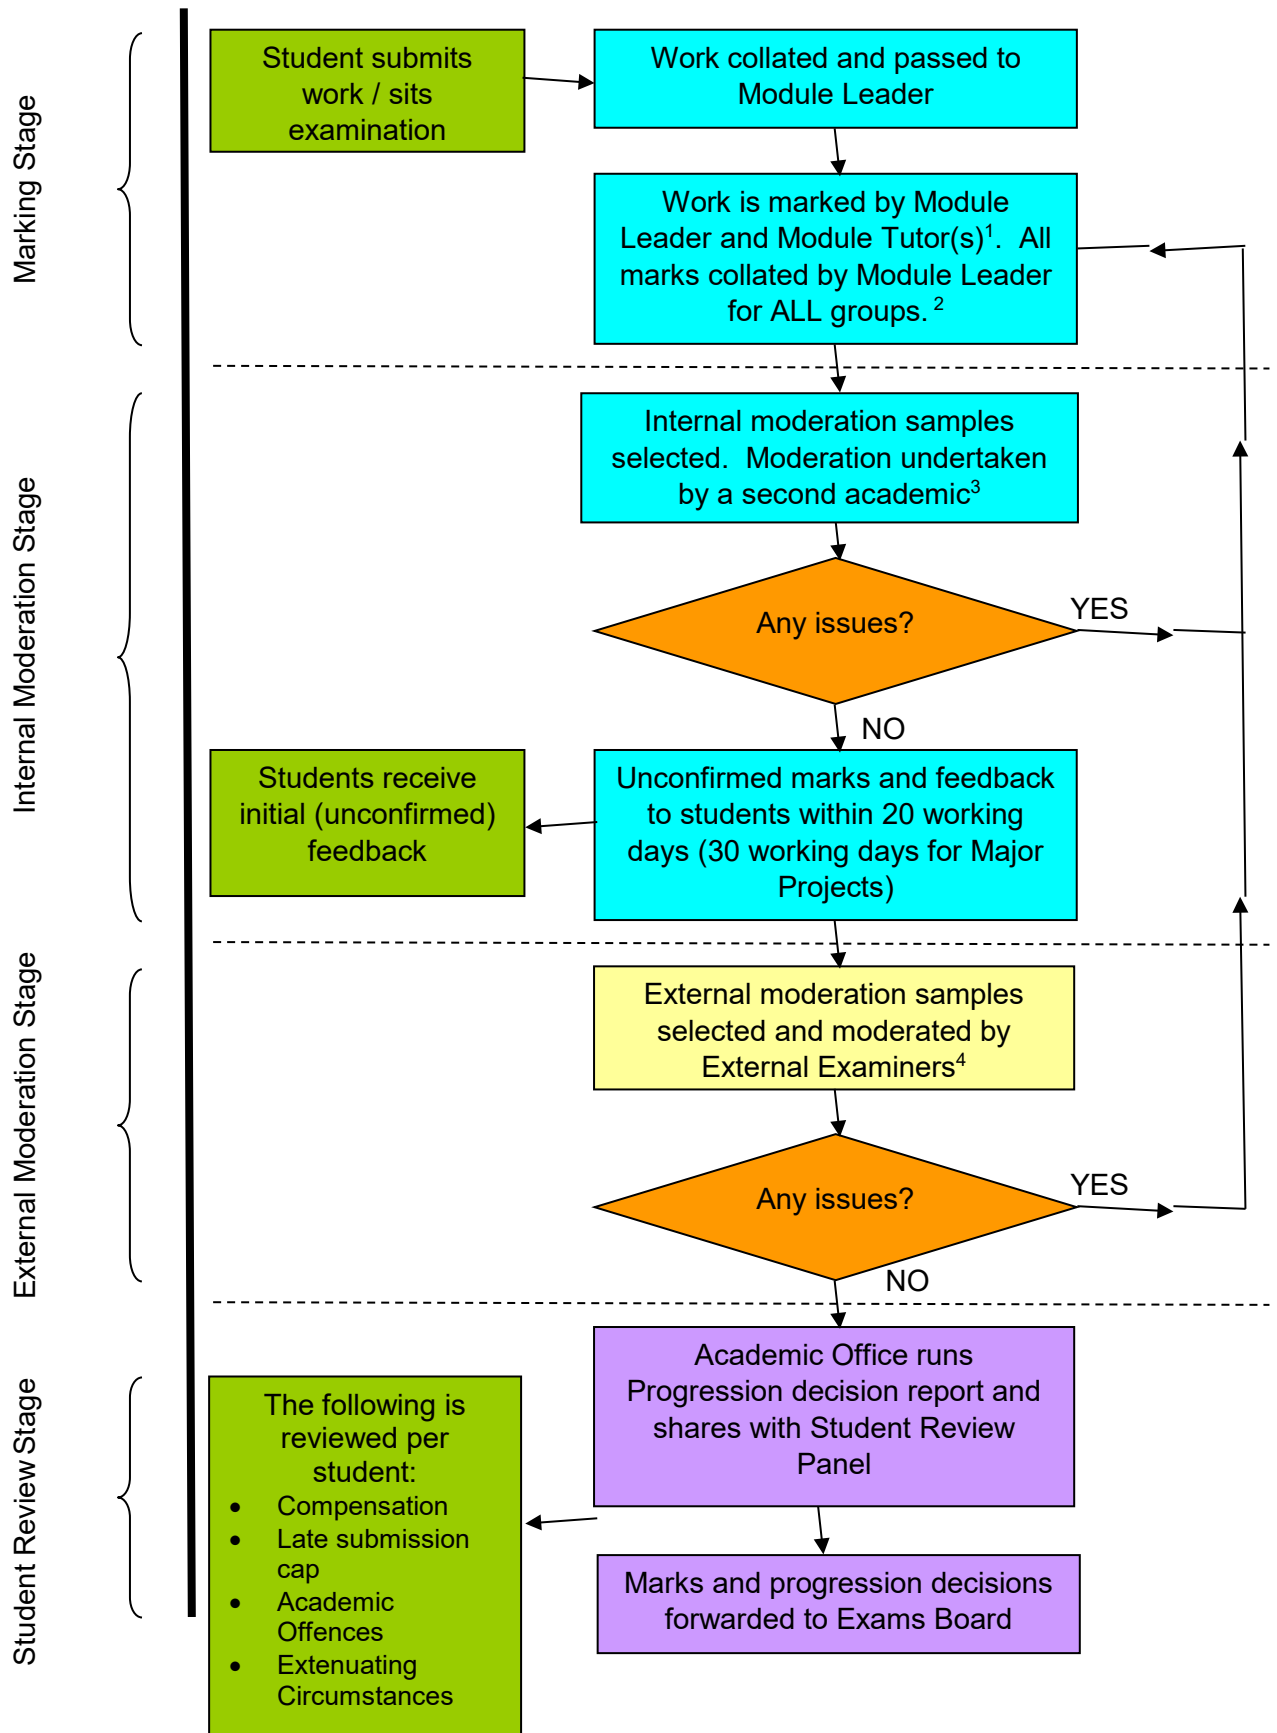 Marking Stage
Student submits
work / sits
examination
Work collated and passed to
Module Leader
Work is marked by Module
Leader and Module Tutor(s)¹.  All
marks collated by Module Leader
for ALL groups. ²
Internal Moderation Stage
Internal moderation samples
selected.  Moderation undertaken
by a second academic³
Any issues?
YES
NO
Students receive
initial (unconfirmed)
feedback
Unconfirmed marks and feedback
to students within 20 working
days (30 working days for Major
Projects)
External Moderation Stage
External moderation samples
selected and moderated by
External Examiners⁴
Any issues?
YES
NO
Student Review Stage
Academic Office runs
Progression decision report and
shares with Student Review
Panel
The following is
reviewed per
student:
• Compensation
• Late submission
cap
• Academic
Offences
• Extenuating
Circumstances
Marks and progression decisions
forwarded to Exams Board